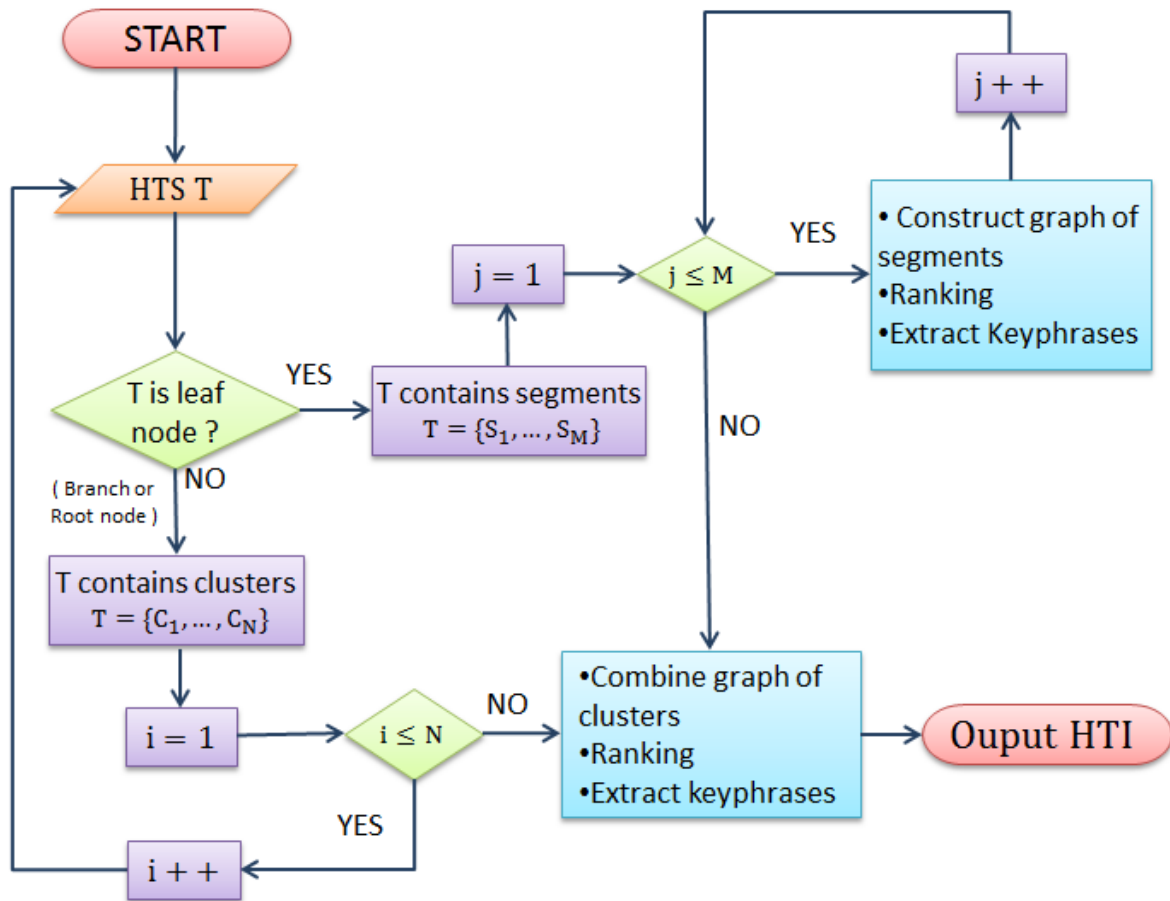 START
HTS T
T is leaf
node ?
YES
NO
( Branch or
Root node )
T contains segments
T = {S₁, ... , S_M}
j = 1
j ≤ M
YES
j + +
• Construct graph of
segments
•Ranking
•Extract Keyphrases
NO
T contains clusters
T = {C₁, ... , C_N}
i = 1
i ≤ N
NO
YES
i + +
•Combine graph of
clusters
•Ranking
•Extract keyphrases
Ouput HTI